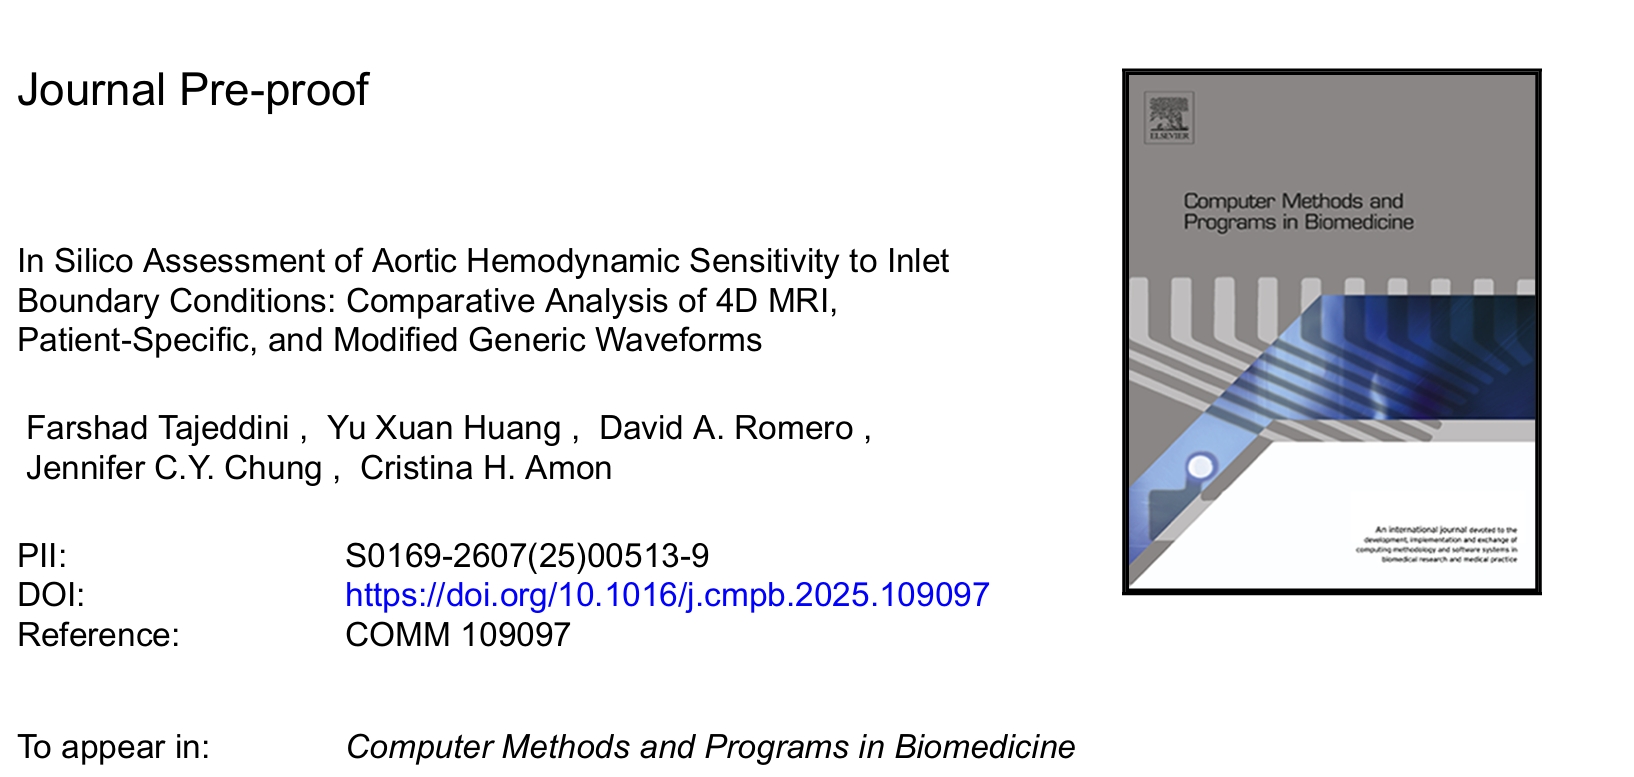 Journal Pre-proof
In Silico Assessment of Aortic Hemodynamic Sensitivity to Inlet
Boundary Conditions: Comparative Analysis of 4D MRI,
Patient-Specific, and Modified Generic Waveforms
Farshad Tajeddini , Yu Xuan Huang , David A. Romero ,
Jennifer C.Y. Chung , Cristina H. Amon
PII: S0169-2607(25)00513-9
DOI: https://doi.org/10.1016/j.cmpb.2025.109097
Reference: COMM 109097
To appear in: Computer Methods and Programs in Biomedicine
ELSEVIER
Computer Methods and
Programs in Biomedicine
An international journal devoted to the
development, implementation and exchange of
computing methodology and software systems in
biomedical research and medical practice